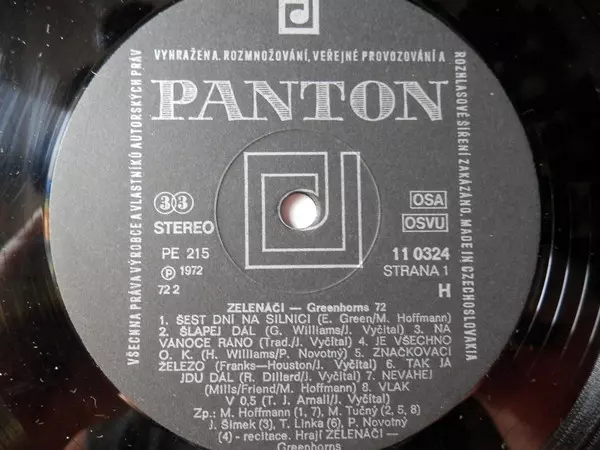 VŠECHNA PRÁVA VÝROBCE A VLASTNÍKŮ AUTORSKÝCH PRÁV
VYHRAŽENA. ROZMNOŽOVÁNÍ, VEŘEJNÉ PROVOZOVÁNÍ A
ROZHLASOVÉ ŠÍŘENÍ ZAKÁZÁNO. MADE IN CZECHOSLOVAKIA
PANTON
33
STEREO
OSA
OSVU
PE 215
11 0324
℗ 1972
STRANA 1
72 2
H
ZELENÁČI — Greenhorns 72
1. ŠEST DNÍ NA SILNICI (E. Green/M. Hoffmann)
2. ŠLAPEJ DÁL (G. Williams/J. Vyčítal) 3. NA
VÁNOCE RÁNO (Trad./J. Vyčítal) 4. JE VŠECHNO
O. K. (H. Williams/P. Novotný) 5. ZNAČKOVACÍ
ŽELEZO (Franks—Houston/J. Vyčítal) 6. TAK JÁ
JDU DÁL (R. Dillard/J. Vyčítal) 7. NEVÁHEJ
(Mills/Friend/M. Hoffmann) 8. VLAK
V 0,5 (T. J. Arnall/J. Vyčítal)
Zp.: M. Hoffmann (1, 7), M. Tučný (2, 5, 8)
J. Šimek (3), T. Linka (6), P. Novotný
(4) - recitace. Hrají ZELENÁČI —
Greenhorns